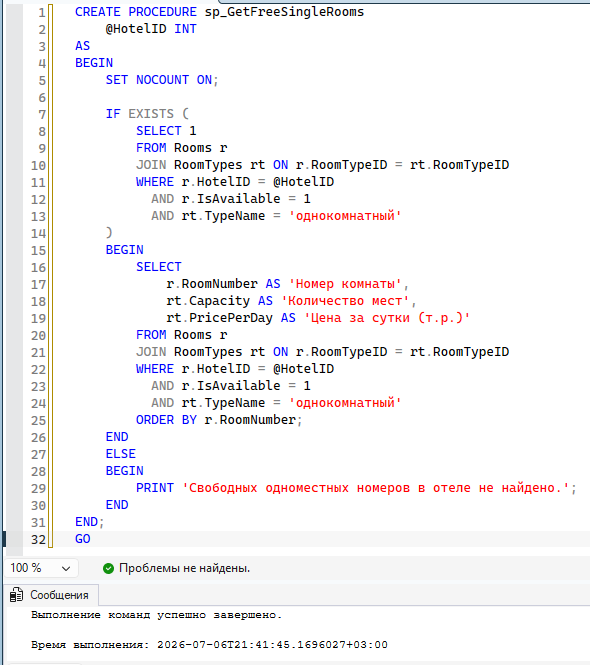 1 CREATE PROCEDURE sp_GetFreeSingleRooms
2 @HotelID INT
3 AS
4 BEGIN
5 SET NOCOUNT ON;
6
7 IF EXISTS (
8 SELECT 1
9 FROM Rooms r
10 JOIN RoomTypes rt ON r.RoomTypeID = rt.RoomTypeID
11 WHERE r.HotelID = @HotelID
12 AND r.IsAvailable = 1
13 AND rt.TypeName = 'однокомнатный'
14 )
15 BEGIN
16 SELECT
17 r.RoomNumber AS 'Номер комнаты',
18 rt.Capacity AS 'Количество мест',
19 rt.PricePerDay AS 'Цена за сутки (т.р.)'
20 FROM Rooms r
21 JOIN RoomTypes rt ON r.RoomTypeID = rt.RoomTypeID
22 WHERE r.HotelID = @HotelID
23 AND r.IsAvailable = 1
24 AND rt.TypeName = 'однокомнатный'
25 ORDER BY r.RoomNumber;
26 END
27 ELSE
28 BEGIN
29 PRINT 'Свободных одноместных номеров в отеле не найдено.';
30 END
31 END;
32 GO
100 % Проблемы не найдены.
Сообщения
Выполнение команд успешно завершено.
Время выполнения: 2026-07-06T21:41:45.1696027+03:00